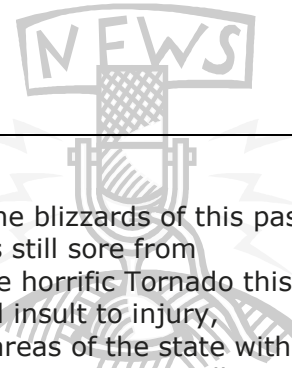 NEWS
he blizzards of this pas
s still sore from
e horrific Tornado this
d insult to injury,
areas of the state with